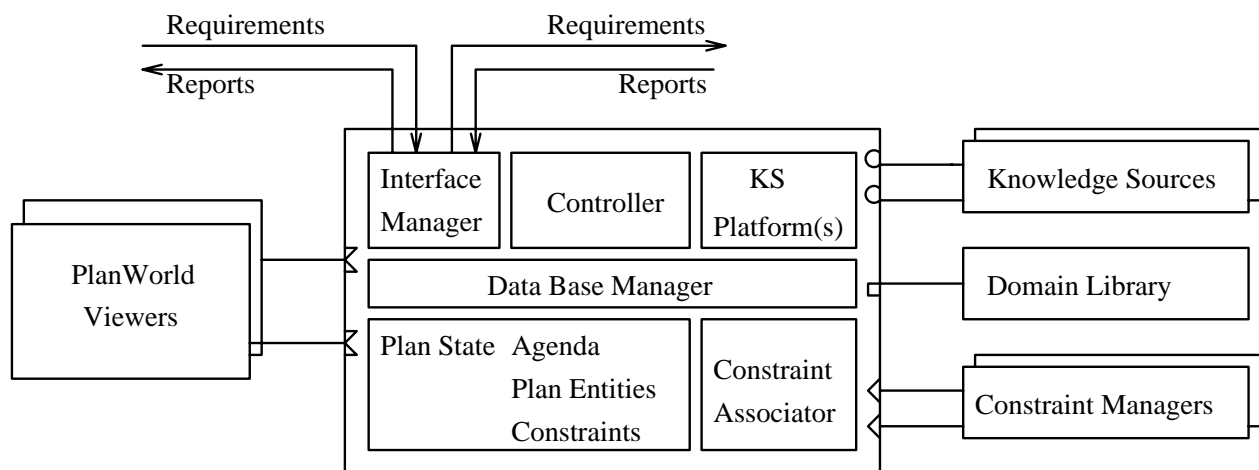 Requirements
Requirements
Reports
Reports
Interface
Manager
Controller
KS
Platform(s)
Knowledge Sources
PlanWorld
Viewers
Data Base Manager
Domain Library
Plan State
Agenda
Plan Entities
Constraints
Constraint
Associator
Constraint Managers